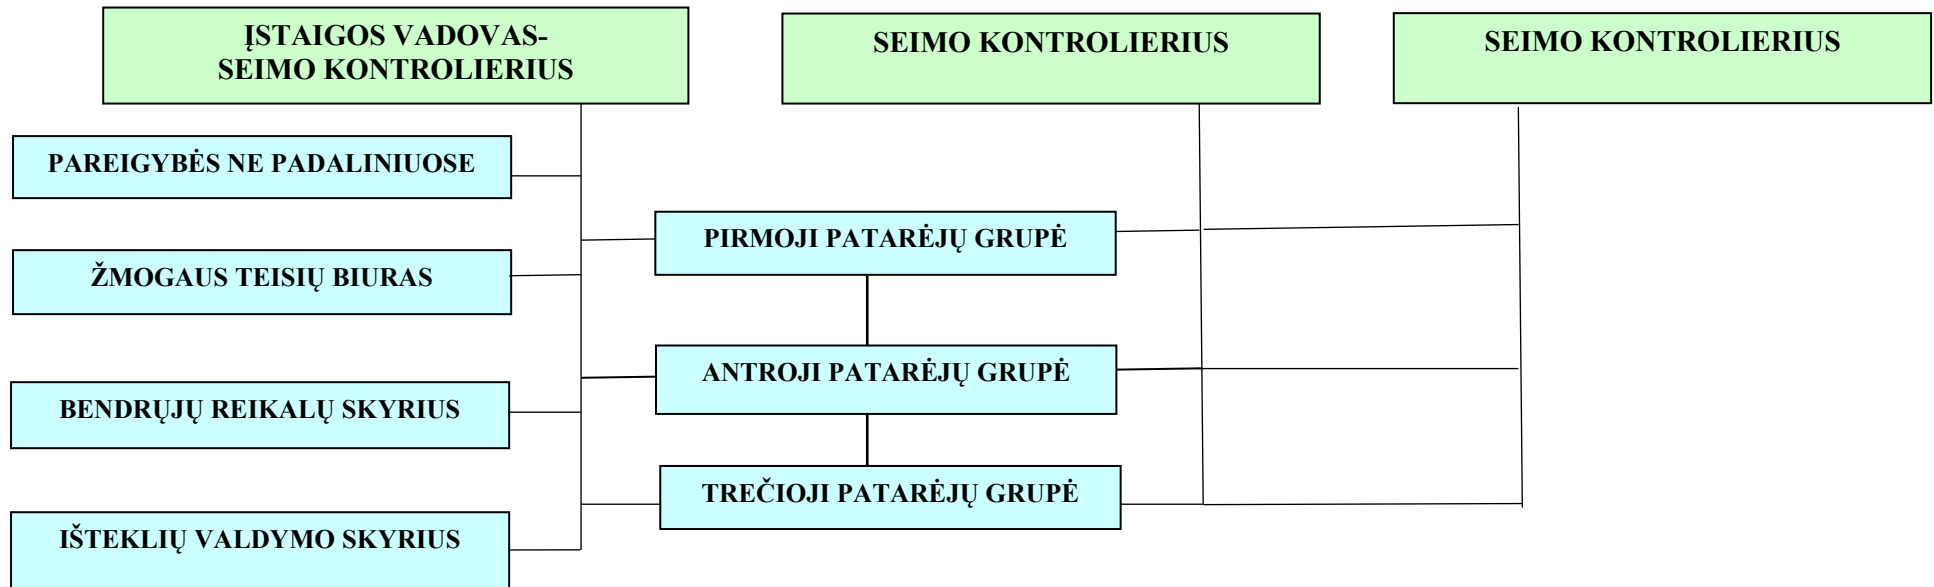 ĮSTAIGOS VADOVAS-
SEIMO KONTROLIERIUS
SEIMO KONTROLIERIUS
SEIMO KONTROLIERIUS
PAREIGYBĖS NE PADALINIUOSE
PIRMOJI PATARĖJŲ GRUPĖ
ŽMOGAUS TEISIŲ BIURAS
ANTROJI PATARĖJŲ GRUPĖ
BENDRŲJŲ REIKALŲ SKYRIUS
TREČIOJI PATARĖJŲ GRUPĖ
IŠTEKLIŲ VALDYMO SKYRIUS